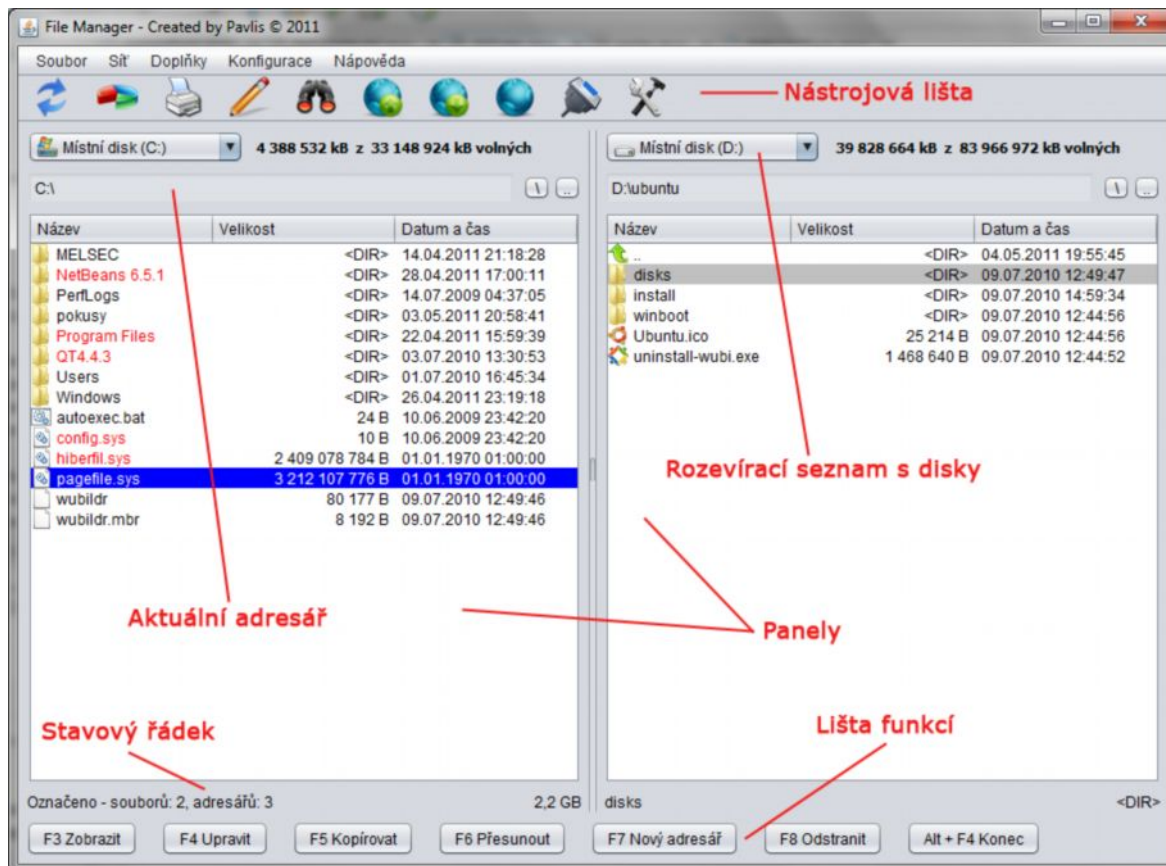 File Manager - Created by Pavlis © 2011
Soubor Síť Doplňky Konfigurace Nápověda
Nástrojová lišta
Místní disk (C:) 4 388 532 kB z 33 148 924 kB volných
C:\ \ ..
Název Velikost Datum a čas
MELSEC <DIR> 14.04.2011 21:18:28
NetBeans 6.5.1 <DIR> 28.04.2011 17:00:11
PerfLogs <DIR> 14.07.2009 04:37:05
pokusy <DIR> 03.05.2011 20:58:41
Program Files <DIR> 22.04.2011 15:59:39
QT4.4.3 <DIR> 03.07.2010 13:30:53
Users <DIR> 01.07.2010 16:45:34
Windows <DIR> 26.04.2011 23:19:18
autoexec.bat 24 B 10.06.2009 23:42:20
config.sys 10 B 10.06.2009 23:42:20
hiberfil.sys 2 409 078 784 B 01.01.1970 01:00:00
pagefile.sys 3 212 107 776 B 01.01.1970 01:00:00
wubildr 80 177 B 09.07.2010 12:49:46
wubildr.mbr 8 192 B 09.07.2010 12:49:46
Aktuální adresář
Stavový řádek
Označeno - souborů: 2, adresářů: 3 2,2 GB
Místní disk (D:) 39 828 664 kB z 83 966 972 kB volných
D:\ubuntu \ ..
Název Velikost Datum a čas
.. <DIR> 04.05.2011 19:55:45
disks <DIR> 09.07.2010 12:49:47
install <DIR> 09.07.2010 14:59:34
winboot <DIR> 09.07.2010 12:44:56
Ubuntu.ico 25 214 B 09.07.2010 12:44:56
uninstall-wubi.exe 1 468 640 B 09.07.2010 12:44:52
Rozevírací seznam s disky
Panely
Lišta funkcí
disks <DIR>
F3 Zobrazit F4 Upravit F5 Kopírovat F6 Přesunout F7 Nový adresář F8 Odstranit Alt + F4 Konec